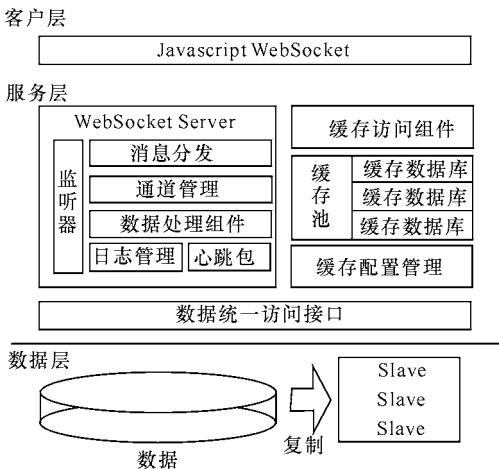 客户层
Javascript WebSocket
服务层
WebSocket Server
监听器
消息分发
通道管理
数据处理组件
日志管理
心跳包
缓存访问组件
缓存池
缓存数据库
缓存数据库
缓存数据库
缓存配置管理
数据统一访问接口
数据层
数据
复制
Slave
Slave
Slave